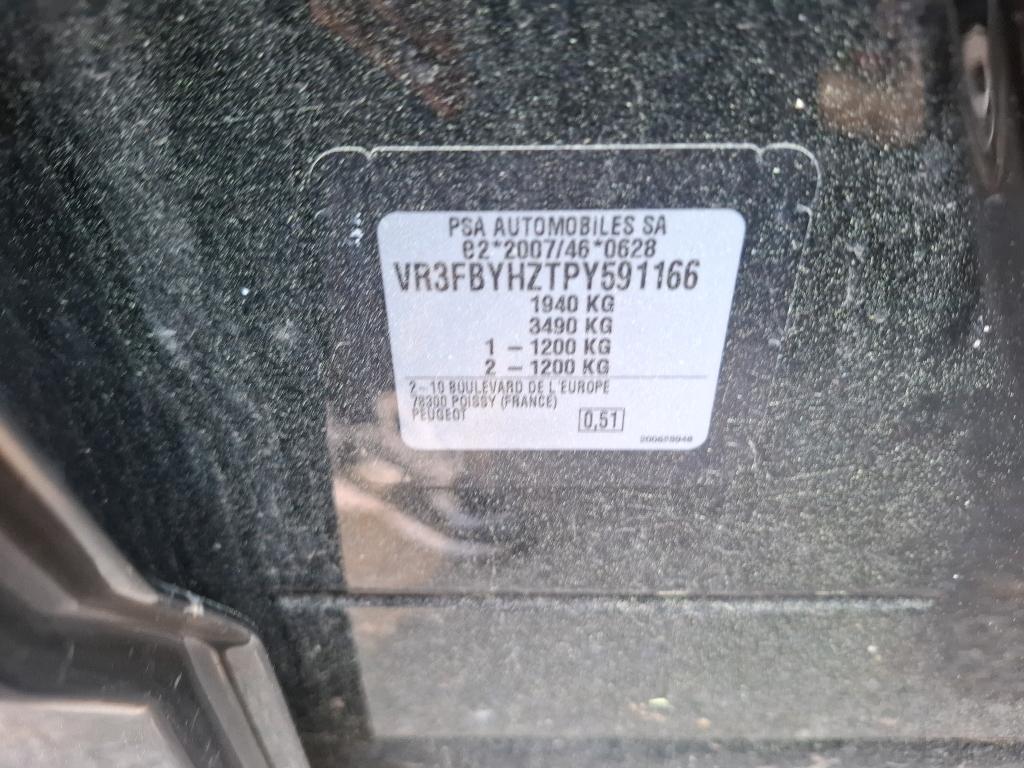 PSA AUTOMOBILES SA
e2*2007/46*0628
VR3FBYHZTPY591166
1940 KG
3490 KG
1 – 1200 KG
2 – 1200 KG
2 – 10 BOULEVARD DE L'EUROPE
78300 POISSY (FRANCE)
PEUGEOT
0,51